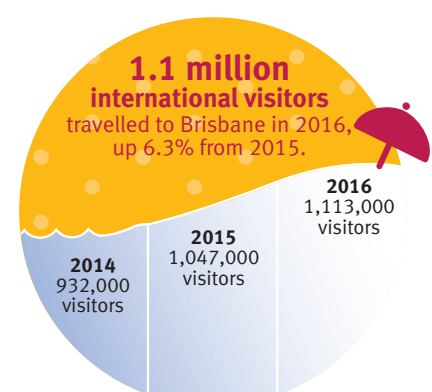 1.1 million
international visitors
travelled to Brisbane in 2016,
up 6.3% from 2015.
2014
932,000
visitors
2015
1,047,000
visitors
2016
1,113,000
visitors